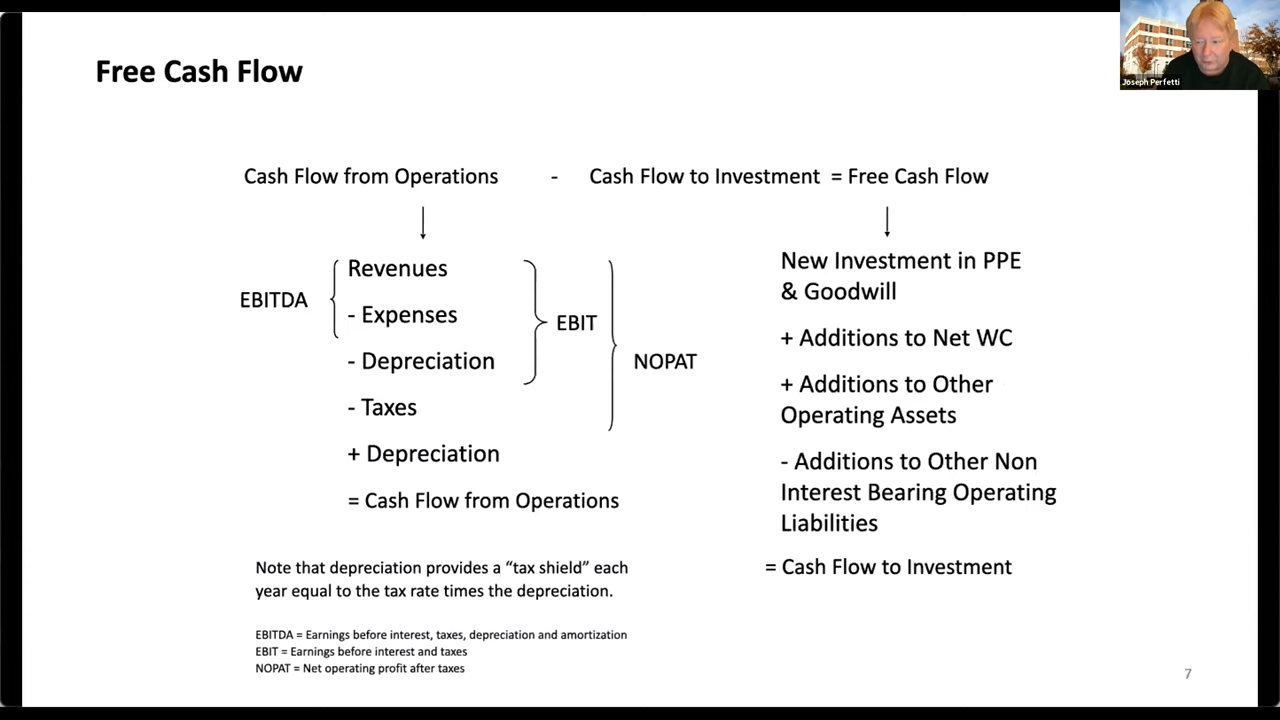 Joseph Perfetti
Free Cash Flow
Cash Flow from Operations - Cash Flow to Investment = Free Cash Flow
EBITDA
Revenues
- Expenses
- Depreciation
EBIT
- Taxes
NOPAT
+ Depreciation
= Cash Flow from Operations
New Investment in PPE
& Goodwill
+ Additions to Net WC
+ Additions to Other
Operating Assets
- Additions to Other Non
Interest Bearing Operating
Liabilities
= Cash Flow to Investment
Note that depreciation provides a “tax shield” each
year equal to the tax rate times the depreciation.
EBITDA = Earnings before interest, taxes, depreciation and amortization
EBIT = Earnings before interest and taxes
NOPAT = Net operating profit after taxes
7